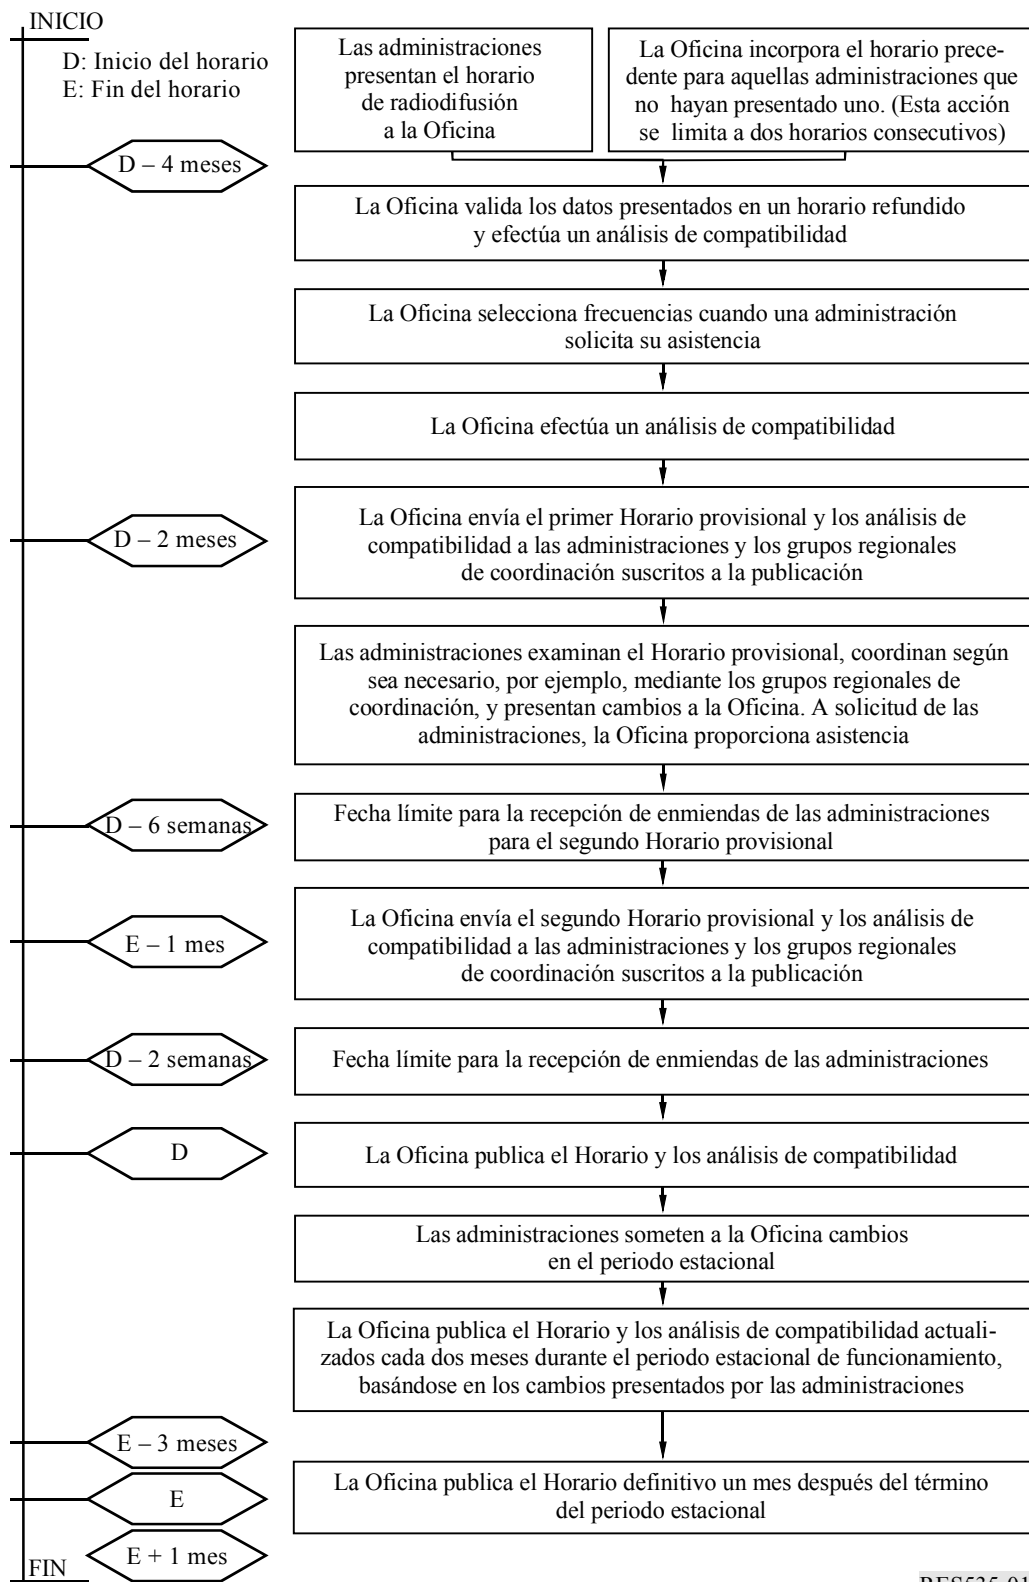 INICIO
D: Inicio del horario
E: Fin del horario
Las administraciones
presentan el horario
de radiodifusión
a la Oficina
La Oficina incorpora el horario prece-
dente para aquellas administraciones que
no hayan presentado uno. (Esta acción
se limita a dos horarios consecutivos)
D – 4 meses
La Oficina valida los datos presentados en un horario refundido
y efectúa un análisis de compatibilidad
La Oficina selecciona frecuencias cuando una administración
solicita su asistencia
La Oficina efectúa un análisis de compatibilidad
D – 2 meses
La Oficina envía el primer Horario provisional y los análisis de
compatibilidad a las administraciones y los grupos regionales
de coordinación suscritos a la publicación
Las administraciones examinan el Horario provisional, coordinan según
sea necesario, por ejemplo, mediante los grupos regionales de
coordinación, y presentan cambios a la Oficina. A solicitud de las
administraciones, la Oficina proporciona asistencia
D – 6 semanas
Fecha límite para la recepción de enmiendas de las administraciones
para el segundo Horario provisional
E – 1 mes
La Oficina envía el segundo Horario provisional y los análisis de
compatibilidad a las administraciones y los grupos regionales
de coordinación suscritos a la publicación
D – 2 semanas
Fecha límite para la recepción de enmiendas de las administraciones
D
La Oficina publica el Horario y los análisis de compatibilidad
Las administraciones someten a la Oficina cambios
en el periodo estacional
La Oficina publica el Horario y los análisis de compatibilidad actuali-
zados cada dos meses durante el periodo estacional de funcionamiento,
basándose en los cambios presentados por las administraciones
E – 3 meses
E
La Oficina publica el Horario definitivo un mes después del término
del periodo estacional
E + 1 mes
FIN
RES535-01